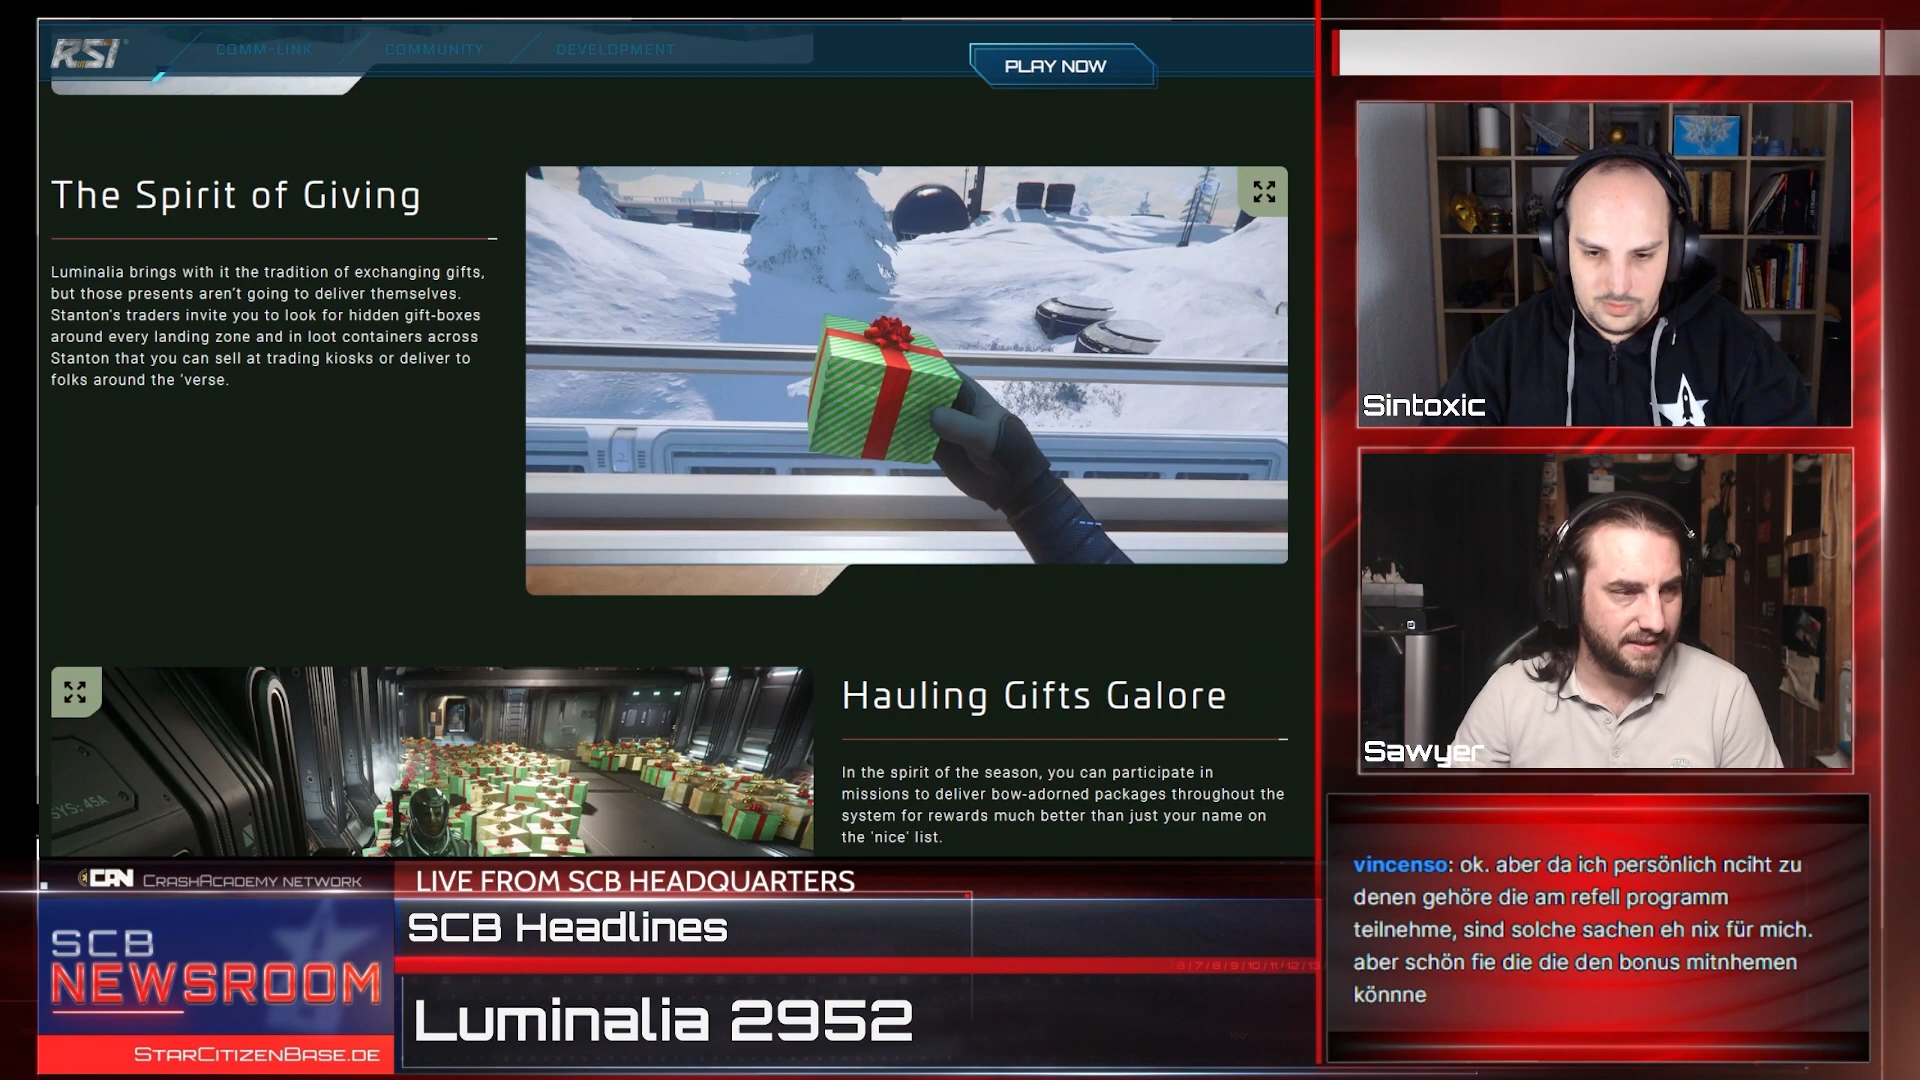 RSI
COMM-LINK
COMMUNITY
DEVELOPMENT
PLAY NOW
The Spirit of Giving
Luminalia brings with it the tradition of exchanging gifts,
but those presents aren't going to deliver themselves.
Stanton's traders invite you to look for hidden gift-boxes
around every landing zone and in loot containers across
Stanton that you can sell at trading kiosks or deliver to
folks around the 'verse.
SYS: 45A
Hauling Gifts Galore
In the spirit of the season, you can participate in
missions to deliver bow-adorned packages throughout the
system for rewards much better than just your name on
the 'nice' list.
Sintoxic
Sawyer
vincenso: ok. aber da ich persönlich nciht zu
denen gehöre die am refell programm
teilnehme, sind solche sachen eh nix für mich.
aber schön fie die die den bonus mitnhemen
könnne
CAN CRASHACADEMY NETWORK
LIVE FROM SCB HEADQUARTERS
SCB Headlines
SCB
NEWSROOM
STARCITIZENBASE.DE
Luminalia 2952